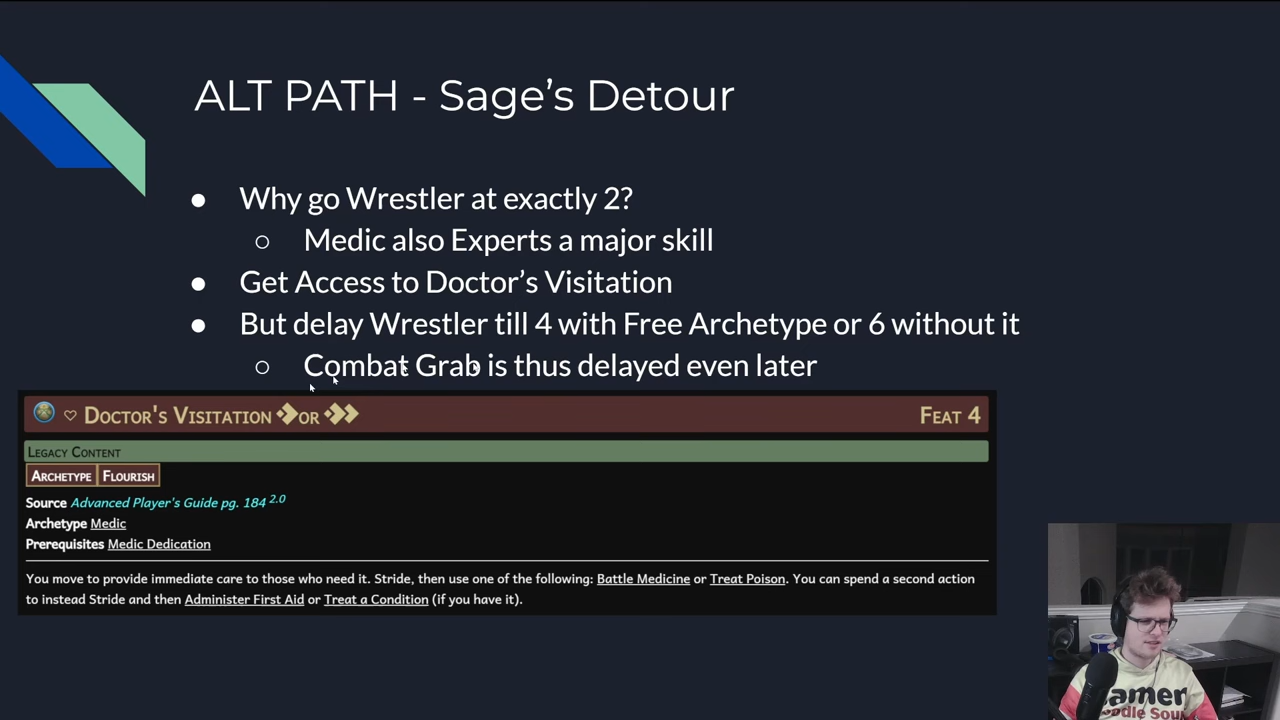 ALT PATH - Sage's Detour
● Why go Wrestler at exactly 2?
○ Medic also Experts a major skill
● Get Access to Doctor's Visitation
● But delay Wrestler till 4 with Free Archetype or 6 without it
○ Combat Grab is thus delayed even later
Doctor's Visitation or Feat 4
Legacy Content
Archetype Flourish
Source Advanced Player's Guide pg. 184 2.0
Archetype Medic
Prerequisites Medic Dedication
You move to provide immediate care to those who need it. Stride, then use one of the following: Battle Medicine or Treat Poison. You can spend a second action
to instead Stride and then Administer First Aid or Treat a Condition (if you have it).